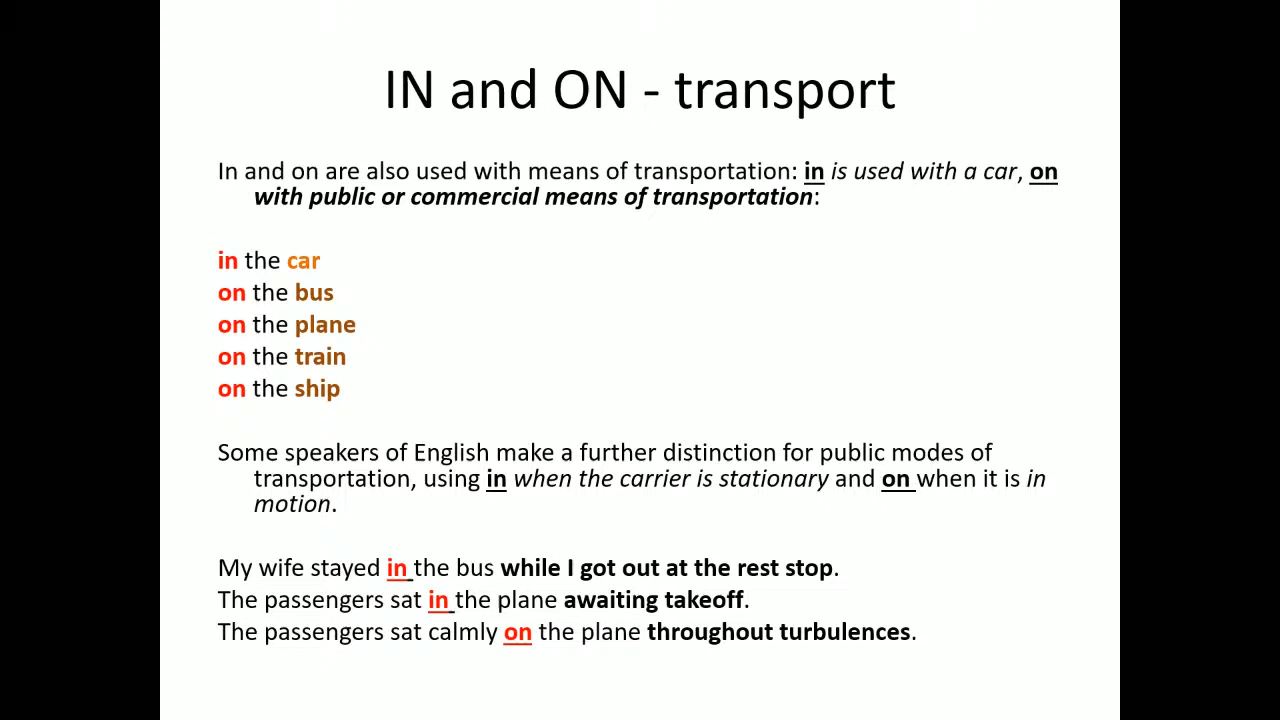 IN and ON - transport
In and on are also used with means of transportation: in is used with a car, on
with public or commercial means of transportation:
in the car
on the bus
on the plane
on the train
on the ship
Some speakers of English make a further distinction for public modes of
transportation, using in when the carrier is stationary and on when it is in
motion.
My wife stayed in the bus while I got out at the rest stop.
The passengers sat in the plane awaiting takeoff.
The passengers sat calmly on the plane throughout turbulences.